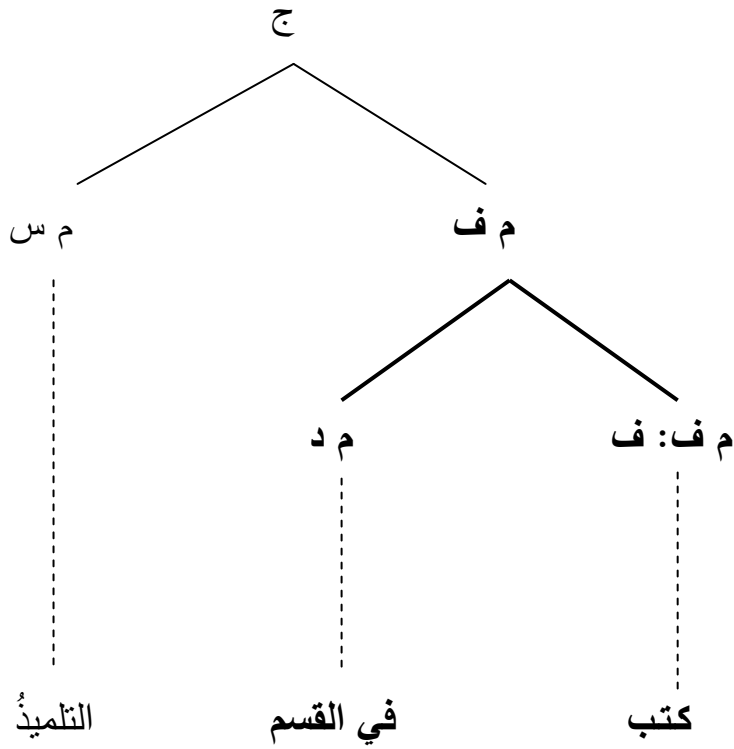 ج
م ف م س
م ف: ف م د
كتب في القسم التلميذُ